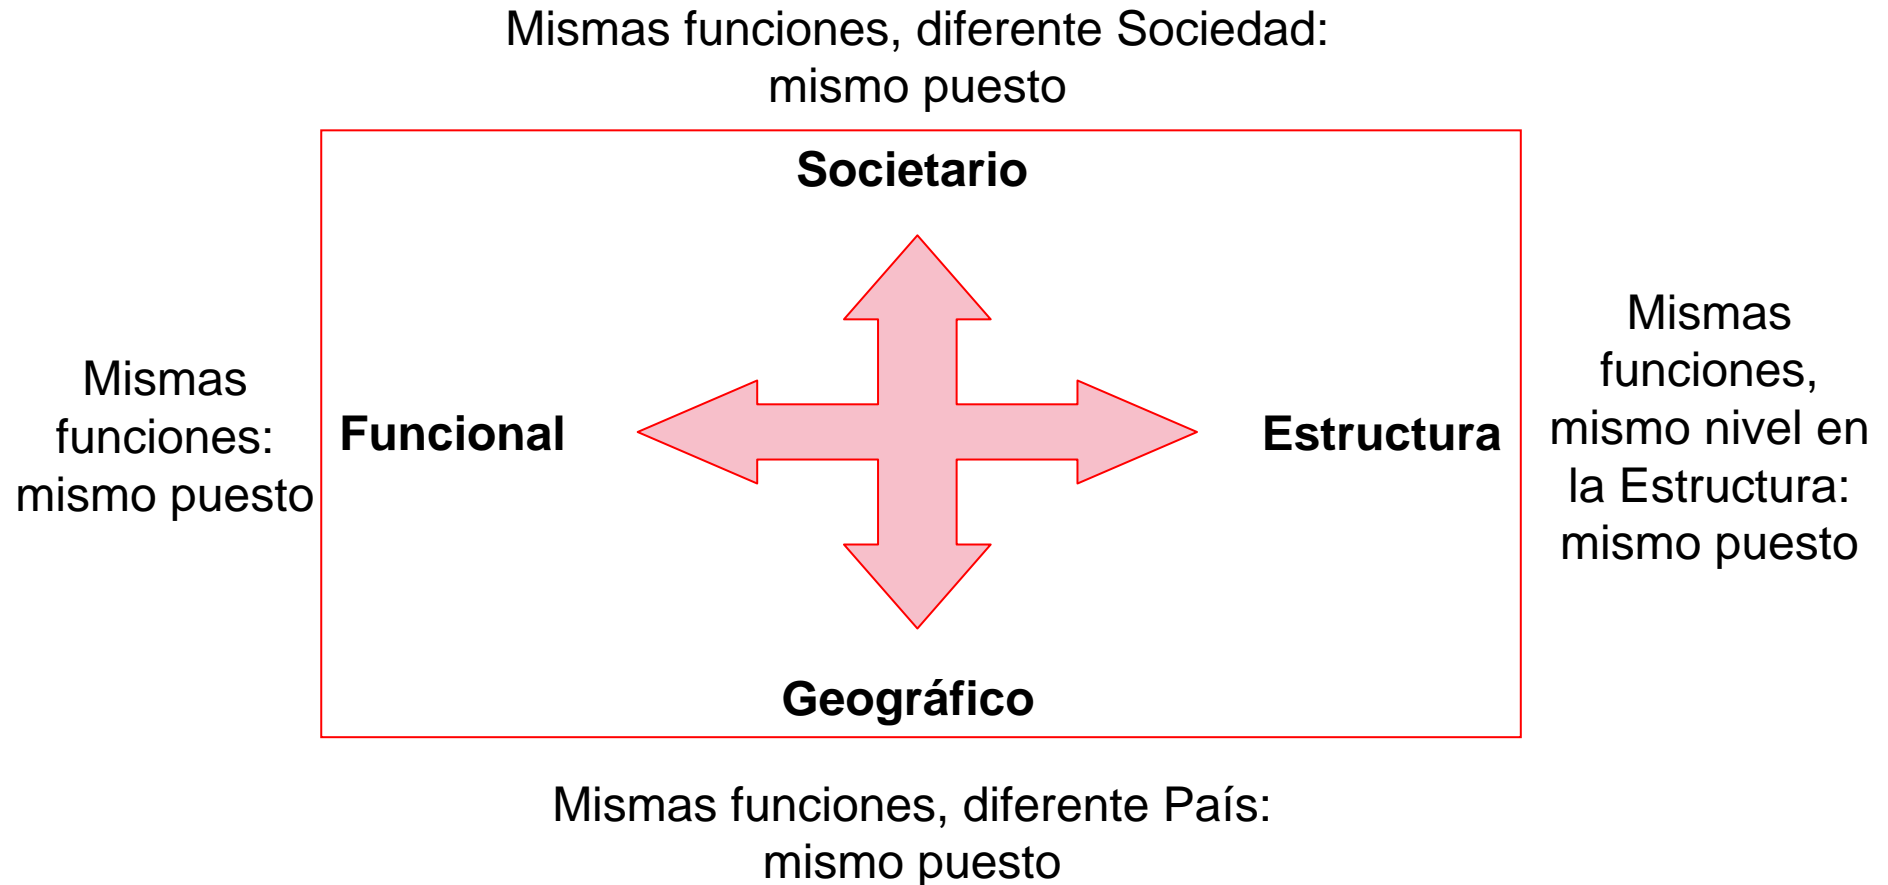 Mismas funciones, diferente Sociedad:
mismo puesto
Societario
Mismas
funciones:
mismo puesto
Funcional
Estructura
Mismas
funciones,
mismo nivel en
la Estructura:
mismo puesto
Geográfico
Mismas funciones, diferente País:
mismo puesto